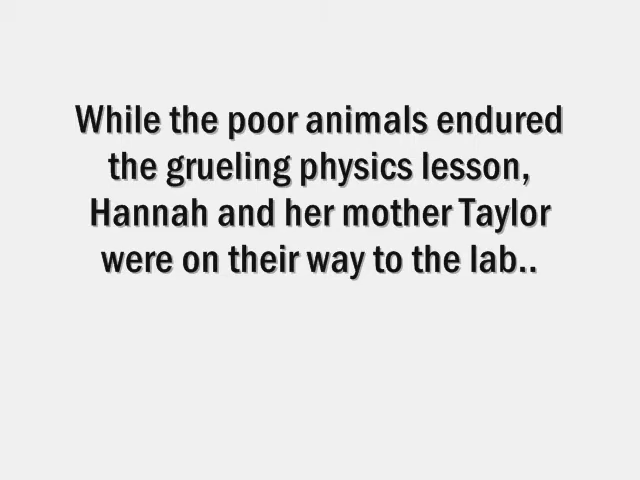 While the poor animals endured
the grueling physics lesson,
Hannah and her mother Taylor
were on their way to the lab..